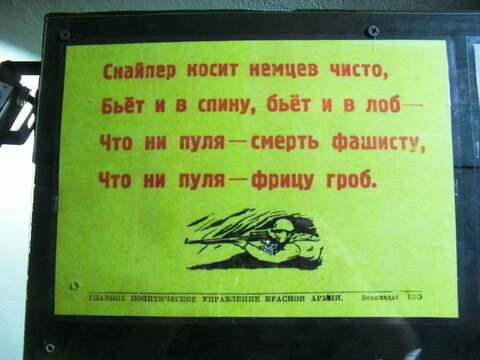 Снайпер косит немцев чисто,
Бьёт и в спину, бьёт и в лоб—
Что ни пуля—смерть фашисту,
Что ни пуля—фрицу гроб.
ГЛАВНОЕ ПОЛИТИЧЕСКОЕ УПРАВЛЕНИЕ КРАСНОЙ АРМИИ. Воениздат